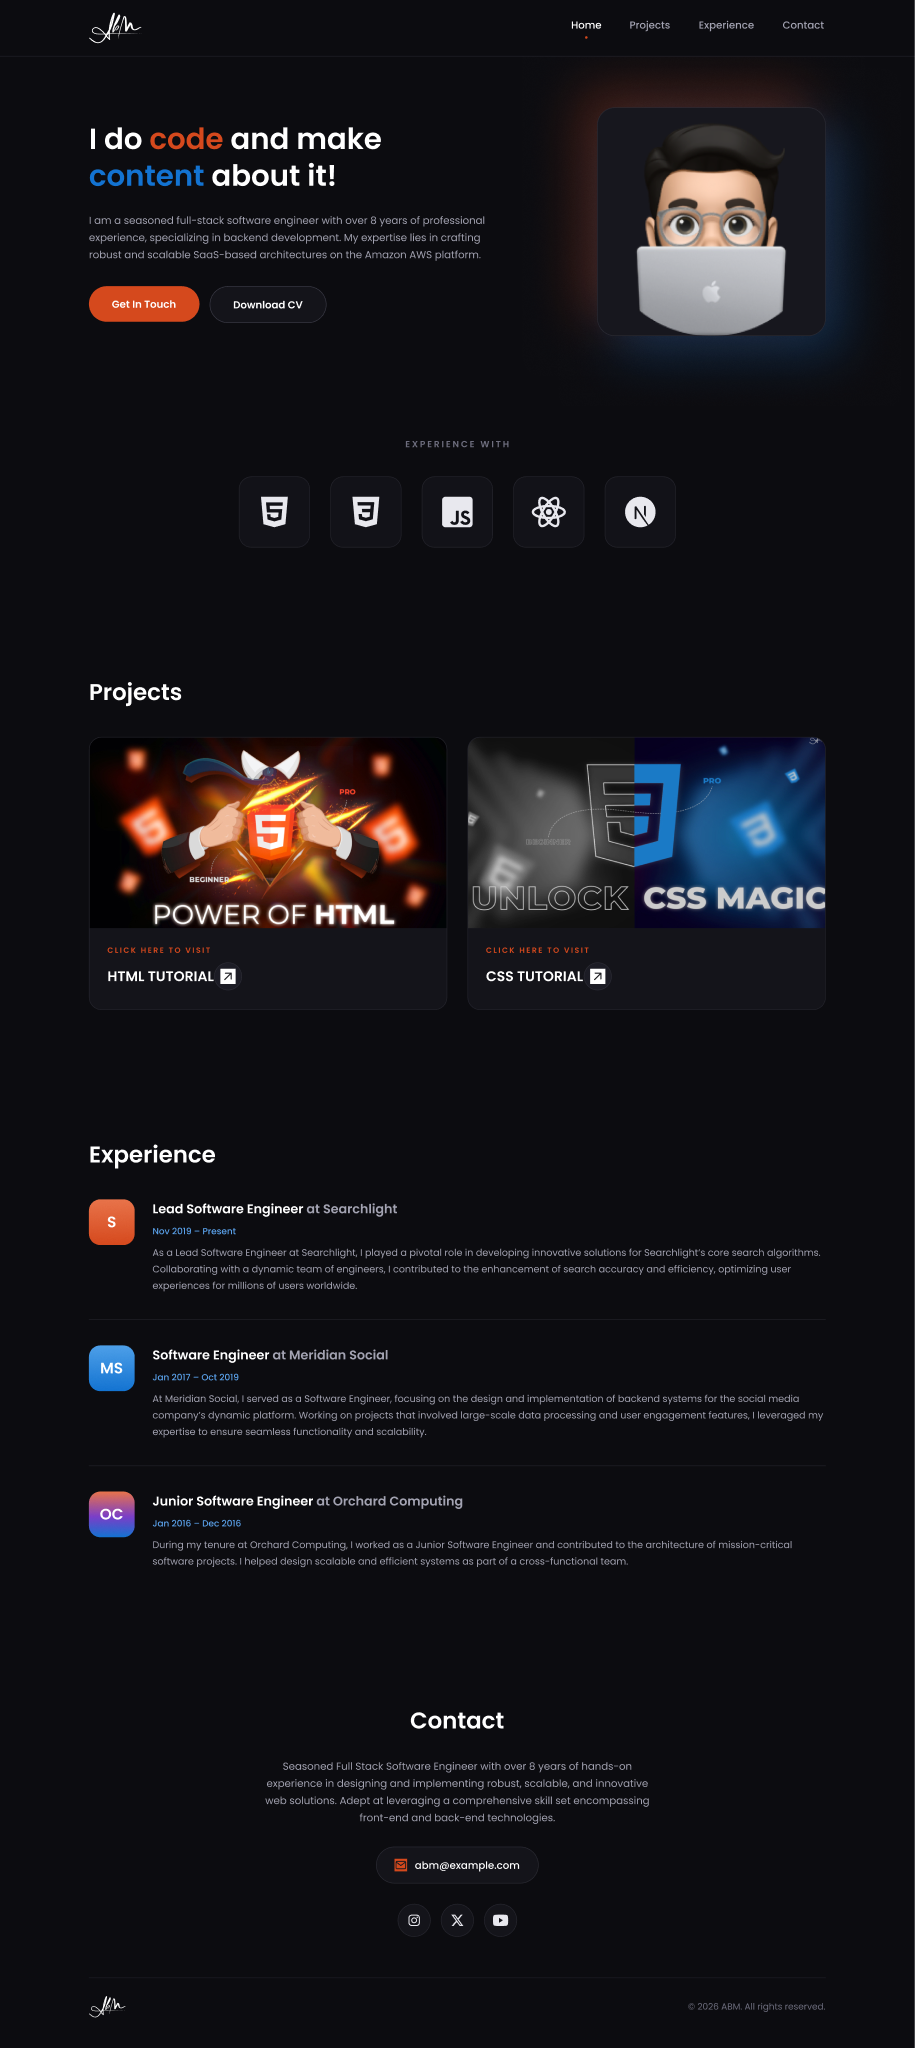 ABM
Home Projects Experience Contact
I do code and make
content about it!
I am a seasoned full-stack software engineer with over 8 years of professional
experience, specializing in backend development. My expertise lies in crafting
robust and scalable SaaS-based architectures on the Amazon AWS platform.
Get In Touch Download CV
EXPERIENCE WITH
5 3 JS N
Projects
PRO
5
BEGINNER
POWER OF HTML
PRO
BEGINNER
UNLOCK CSS MAGIC
CLICK HERE TO VISIT
HTML TUTORIAL
CLICK HERE TO VISIT
CSS TUTORIAL
Experience
S
Lead Software Engineer at Searchlight
Nov 2019 – Present
As a Lead Software Engineer at Searchlight, I played a pivotal role in developing innovative solutions for Searchlight's core search algorithms.
Collaborating with a dynamic team of engineers, I contributed to the enhancement of search accuracy and efficiency, optimizing user
experiences for millions of users worldwide.
MS
Software Engineer at Meridian Social
Jan 2017 – Oct 2019
At Meridian Social, I served as a Software Engineer, focusing on the design and implementation of backend systems for the social media
company's dynamic platform. Working on projects that involved large-scale data processing and user engagement features, I leveraged my
expertise to ensure seamless functionality and scalability.
OC
Junior Software Engineer at Orchard Computing
Jan 2016 – Dec 2016
During my tenure at Orchard Computing, I worked as a Junior Software Engineer and contributed to the architecture of mission-critical
software projects. I helped design scalable and efficient systems as part of a cross-functional team.
Contact
Seasoned Full Stack Software Engineer with over 8 years of hands-on
experience in designing and implementing robust, scalable, and innovative
web solutions. Adept at leveraging a comprehensive skill set encompassing
front-end and back-end technologies.
abm@example.com
ABM
© 2026 ABM. All rights reserved.